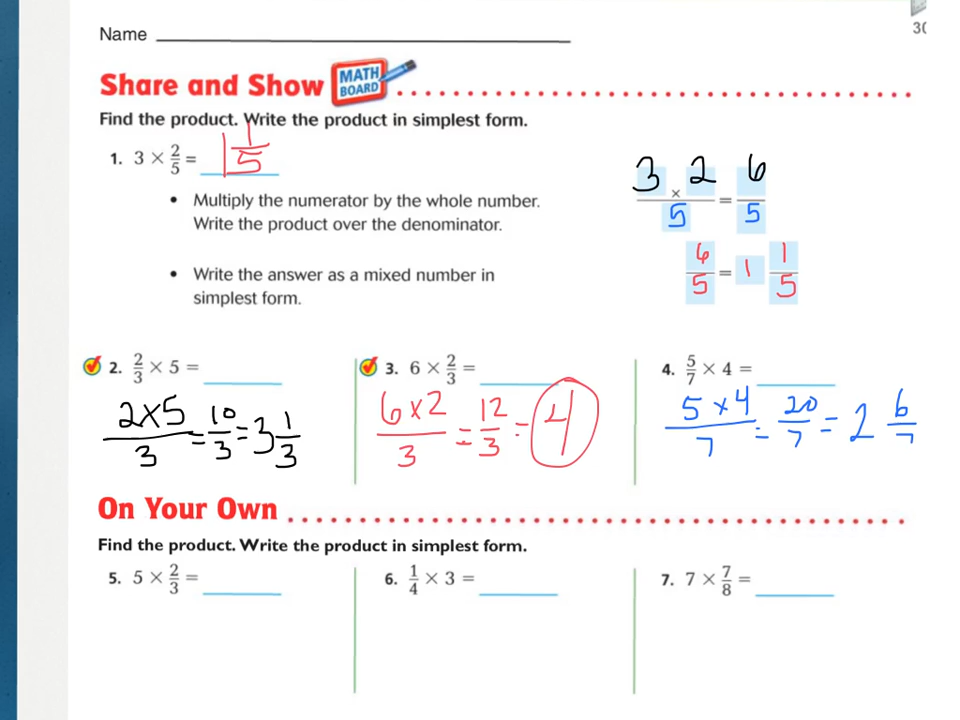 Name
30
Share and Show MATH BOARD
Find the product. Write the product in simplest form.
1. 3 × 2/5 = 1 1/5
3 × 2 / 5 = 6/5
• Multiply the numerator by the whole number.
Write the product over the denominator.
6/5 = 1 1/5
• Write the answer as a mixed number in
simplest form.
2. 2/3 × 5 =
2×5/3 = 10/3 = 3 1/3
3. 6 × 2/3 =
6×2/3 = 12/3 = 4
4. 5/7 × 4 =
5×4/7 = 20/7 = 2 6/7
On Your Own
Find the product. Write the product in simplest form.
5. 5 × 2/3 =
6. 1/4 × 3 =
7. 7 × 7/8 =